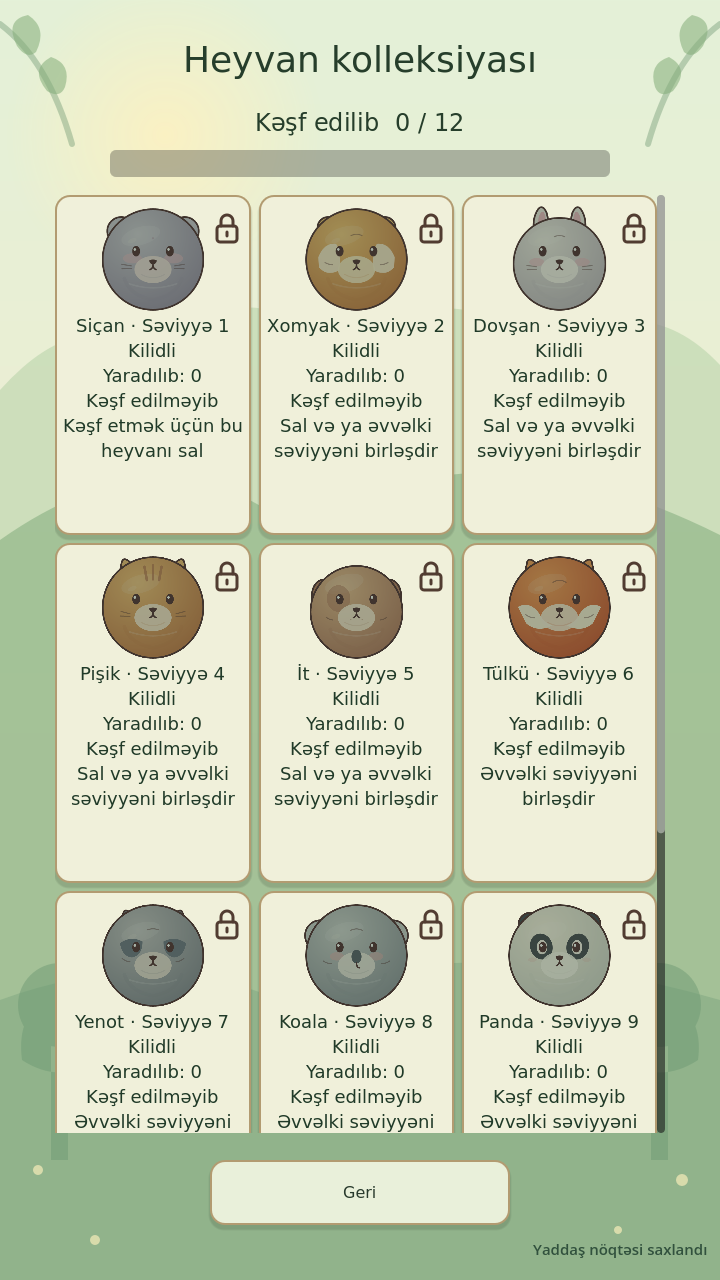 Heyvan kolleksiyası
Kəşf edilib 0 / 12
Siçan · Səviyyə 1
Kilidli
Yaradılıb: 0
Kəşf edilməyib
Kəşf etmək üçün bu
heyvanı sal
Xomyak · Səviyyə 2
Kilidli
Yaradılıb: 0
Kəşf edilməyib
Sal və ya əvvəlki
səviyyəni birləşdir
Dovşan · Səviyyə 3
Kilidli
Yaradılıb: 0
Kəşf edilməyib
Sal və ya əvvəlki
səviyyəni birləşdir
Pişik · Səviyyə 4
Kilidli
Yaradılıb: 0
Kəşf edilməyib
Sal və ya əvvəlki
səviyyəni birləşdir
İt · Səviyyə 5
Kilidli
Yaradılıb: 0
Kəşf edilməyib
Sal və ya əvvəlki
səviyyəni birləşdir
Tülkü · Səviyyə 6
Kilidli
Yaradılıb: 0
Kəşf edilməyib
Əvvəlki səviyyəni
birləşdir
Yenot · Səviyyə 7
Kilidli
Yaradılıb: 0
Kəşf edilməyib
Əvvəlki səviyyəni
Koala · Səviyyə 8
Kilidli
Yaradılıb: 0
Kəşf edilməyib
Əvvəlki səviyyəni
Panda · Səviyyə 9
Kilidli
Yaradılıb: 0
Kəşf edilməyib
Əvvəlki səviyyəni
Geri
Yaddaş nöqtəsi saxlandı